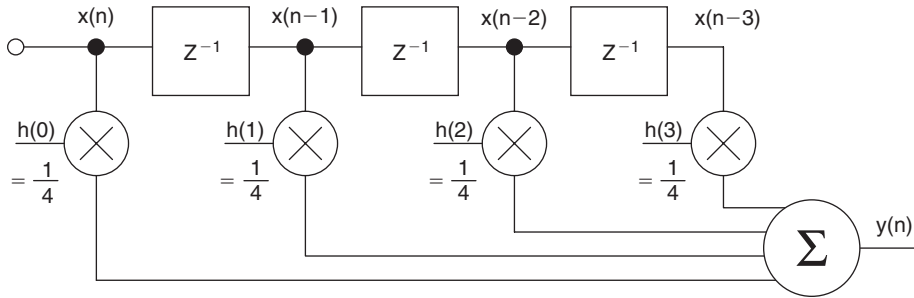 x(n) x(n−1) x(n−2) x(n−3)
Z⁻¹ Z⁻¹ Z⁻¹
h(0) h(1) h(2) h(3)
= 1/4 = 1/4 = 1/4 = 1/4
Σ y(n)